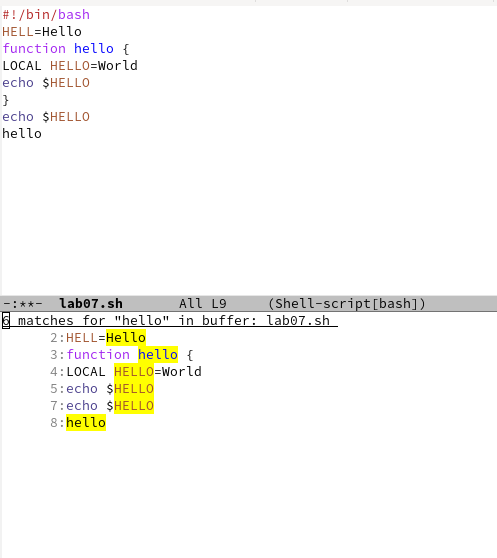 #!/bin/bash
HELL=Hello
function hello {
LOCAL HELLO=World
echo $HELLO
}
echo $HELLO
hello
-:**-  lab07.sh       All L9     (Shell-script[bash])
6 matches for "hello" in buffer: lab07.sh
      2:HELL=Hello
      3:function hello {
      4:LOCAL HELLO=World
      5:echo $HELLO
      7:echo $HELLO
      8:hello